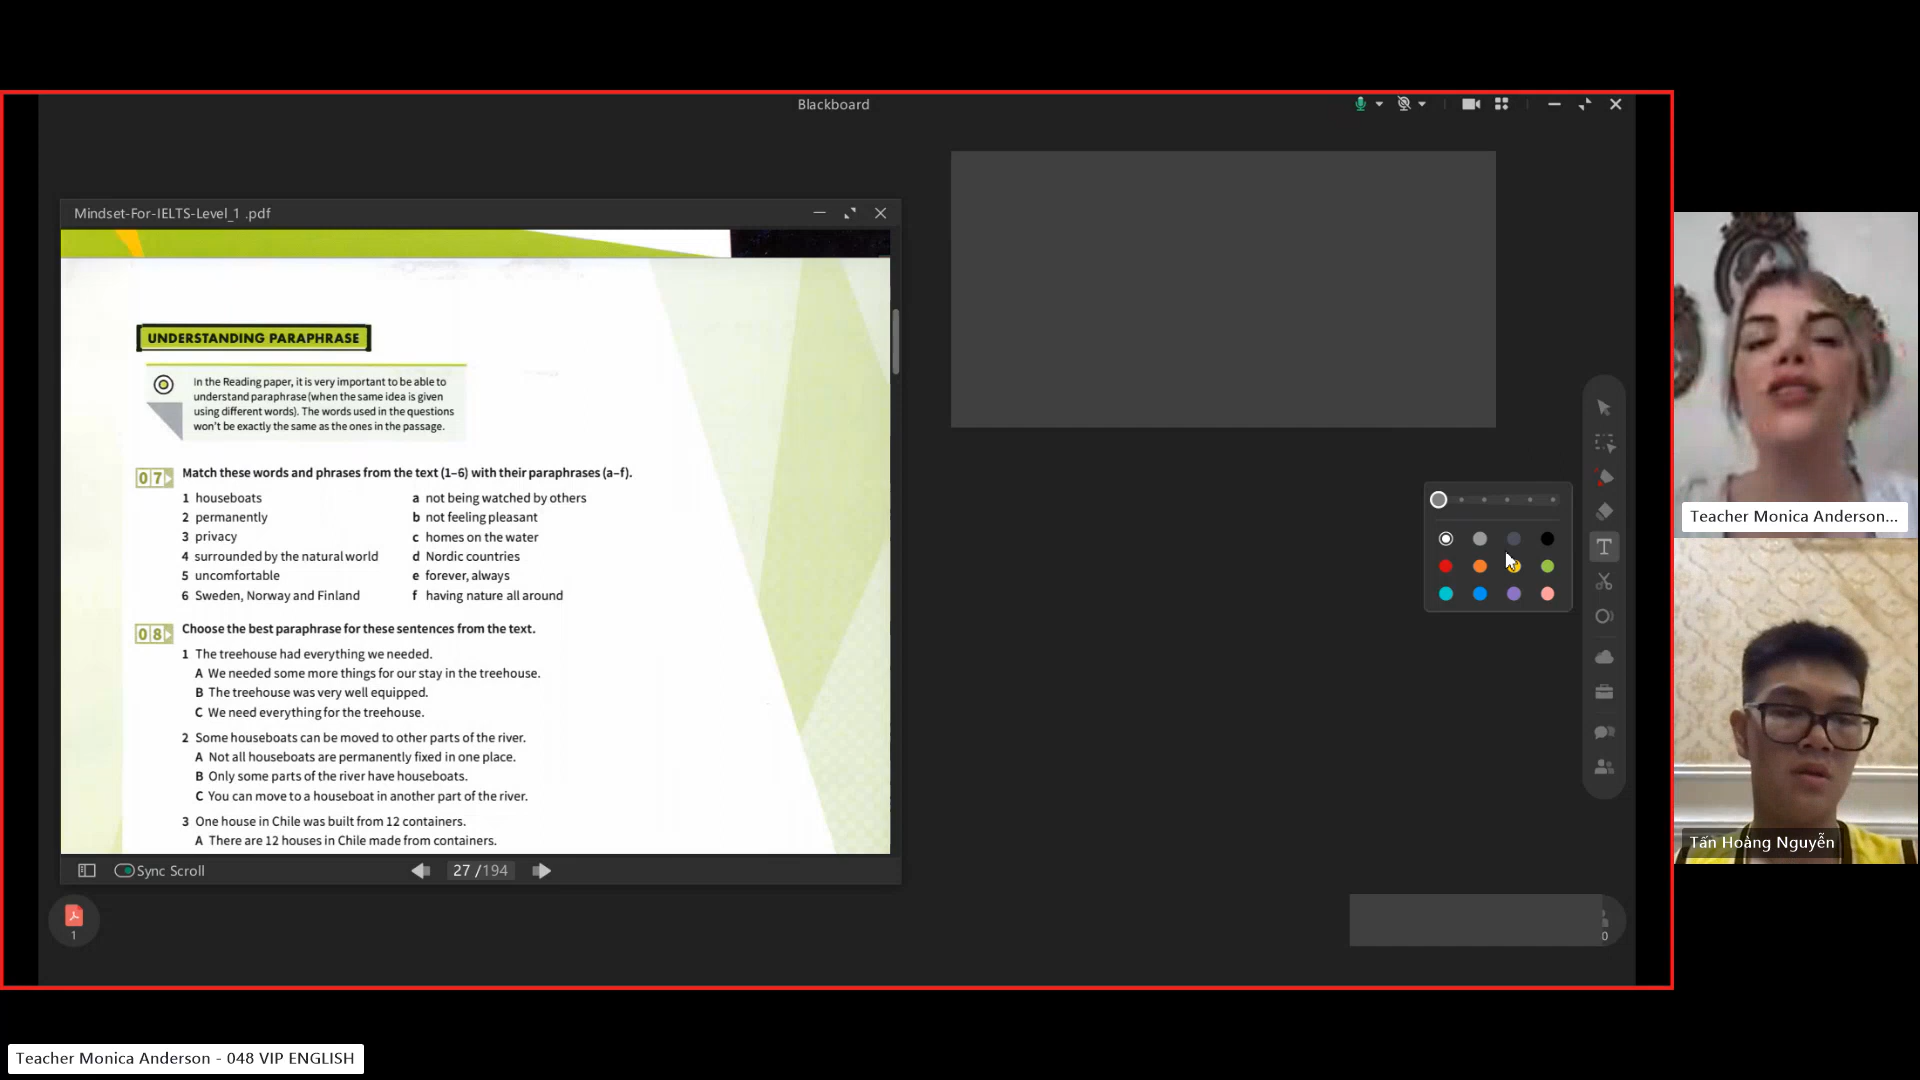 Blackboard
Mindset-For-IELTS-Level_1 .pdf
UNDERSTANDING PARAPHRASE
In the Reading paper, it is very important to be able to
understand paraphrase (when the same idea is given
using different words). The words used in the questions
won't be exactly the same as the ones in the passage.
07 Match these words and phrases from the text (1–6) with their paraphrases (a–f).
1 houseboats
2 permanently
3 privacy
4 surrounded by the natural world
5 uncomfortable
6 Sweden, Norway and Finland
a not being watched by others
b not feeling pleasant
c homes on the water
d Nordic countries
e forever, always
f having nature all around
08 Choose the best paraphrase for these sentences from the text.
1 The treehouse had everything we needed.
A We needed some more things for our stay in the treehouse.
B The treehouse was very well equipped.
C We need everything for the treehouse.
2 Some houseboats can be moved to other parts of the river.
A Not all houseboats are permanently fixed in one place.
B Only some parts of the river have houseboats.
C You can move to a houseboat in another part of the river.
3 One house in Chile was built from 12 containers.
A There are 12 houses in Chile made from containers.
Sync Scroll
27 /194
1
0
T
Teacher Monica Anderson...
Tấn Hoàng Nguyễn
Teacher Monica Anderson - 048 VIP ENGLISH